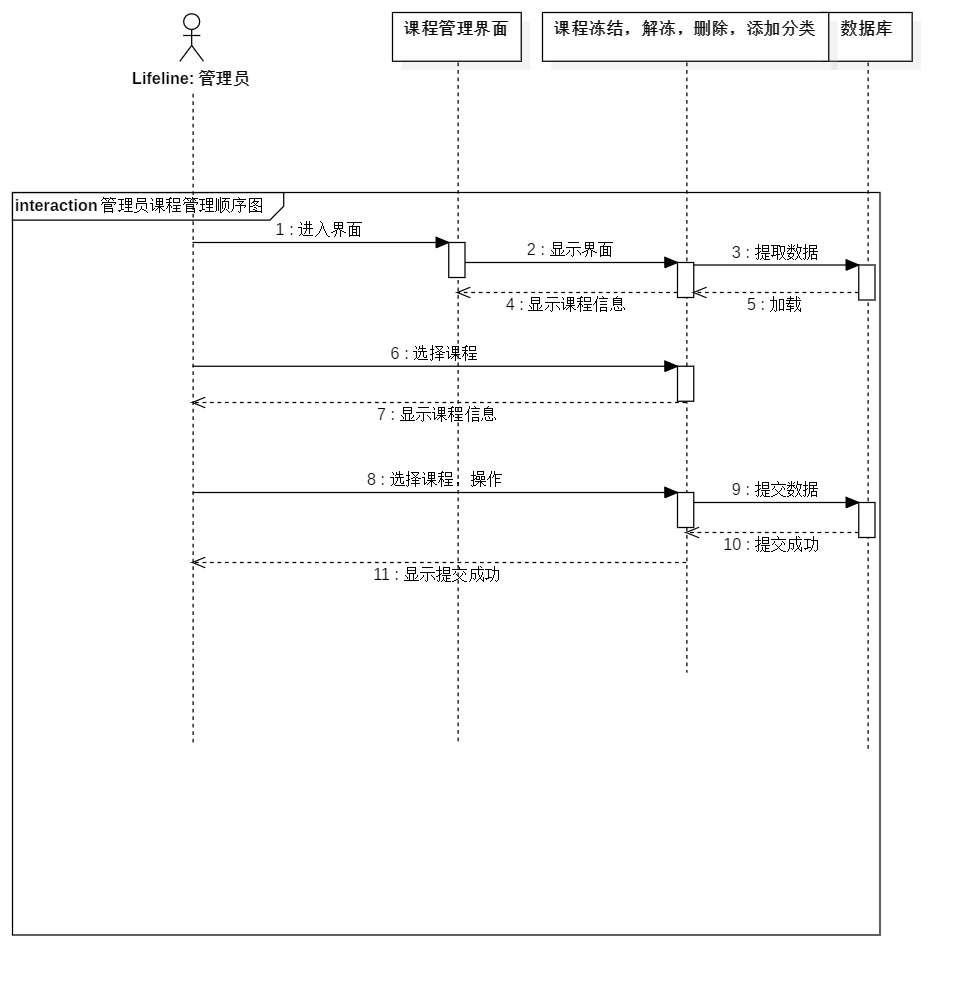 课程管理界面
课程冻结，解冻，删除，添加分类
数据库
Lifeline: 管理员
interaction 管理员课程管理顺序图
1 : 进入界面
2 : 显示界面
3 : 提取数据
4 : 显示课程信息
5 : 加载
6 : 选择课程
7 : 显示课程信息
8 : 选择课程，操作
9 : 提交数据
10 : 提交成功
11 : 显示提交成功